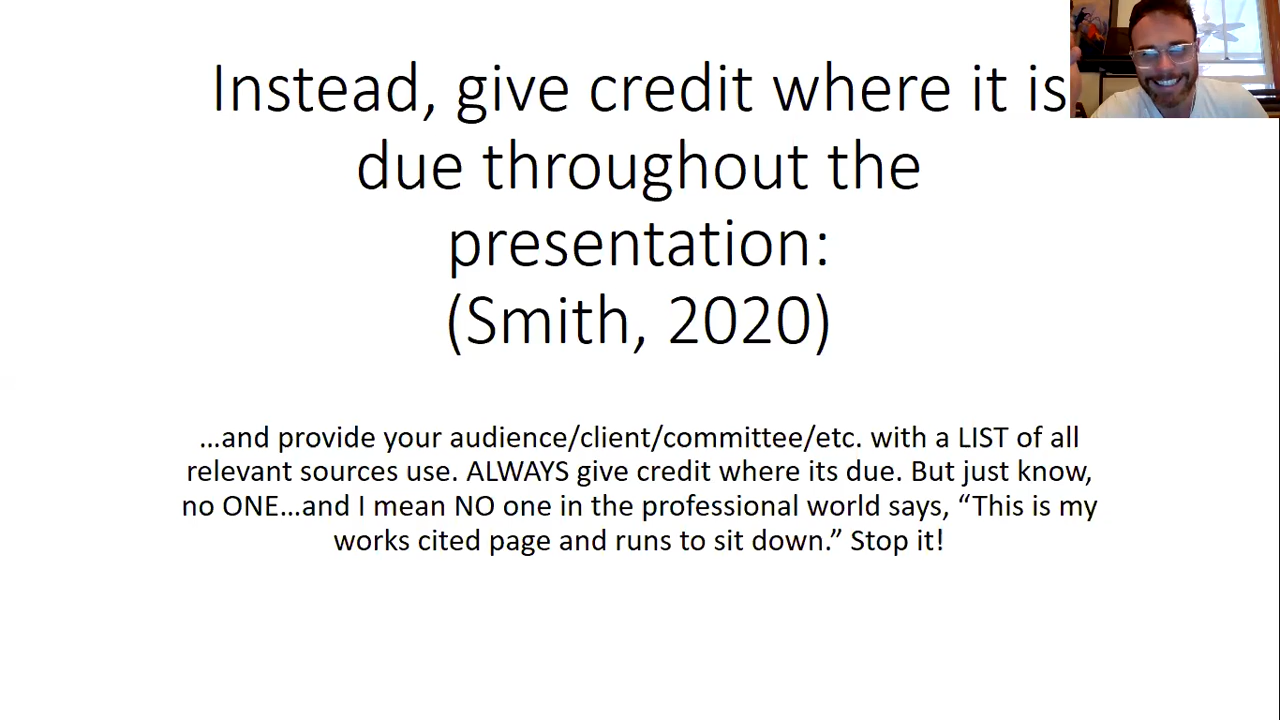 Instead, give credit where it is
due throughout the
presentation:
(Smith, 2020)
…and provide your audience/client/committee/etc. with a LIST of all
relevant sources use. ALWAYS give credit where its due. But just know,
no ONE…and I mean NO one in the professional world says, “This is my
works cited page and runs to sit down.” Stop it!